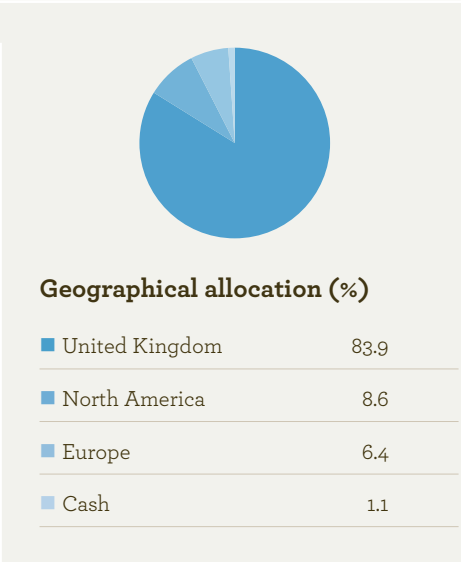 Geographical allocation (%)
United Kingdom 83.9
North America 8.6
Europe 6.4
Cash 1.1